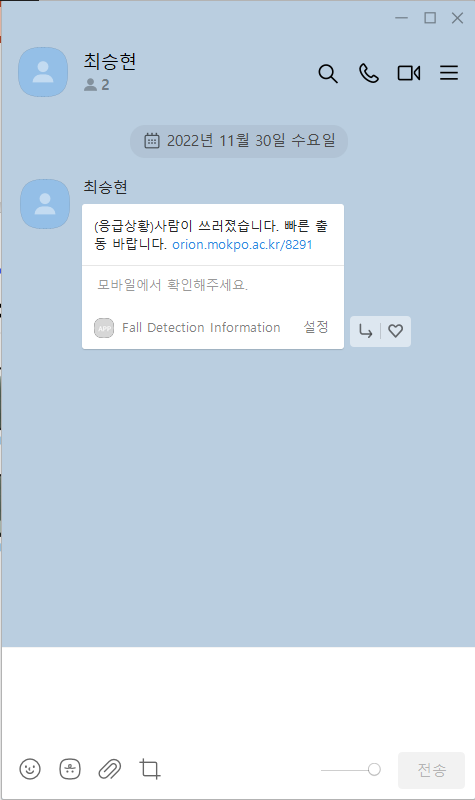 최승현
2
2022년 11월 30일 수요일
최승현
(응급상황)사람이 쓰러졌습니다. 빠른 출
동 바랍니다. orion.mokpo.ac.kr/8291
모바일에서 확인해주세요.
APP Fall Detection Information 설정
전송